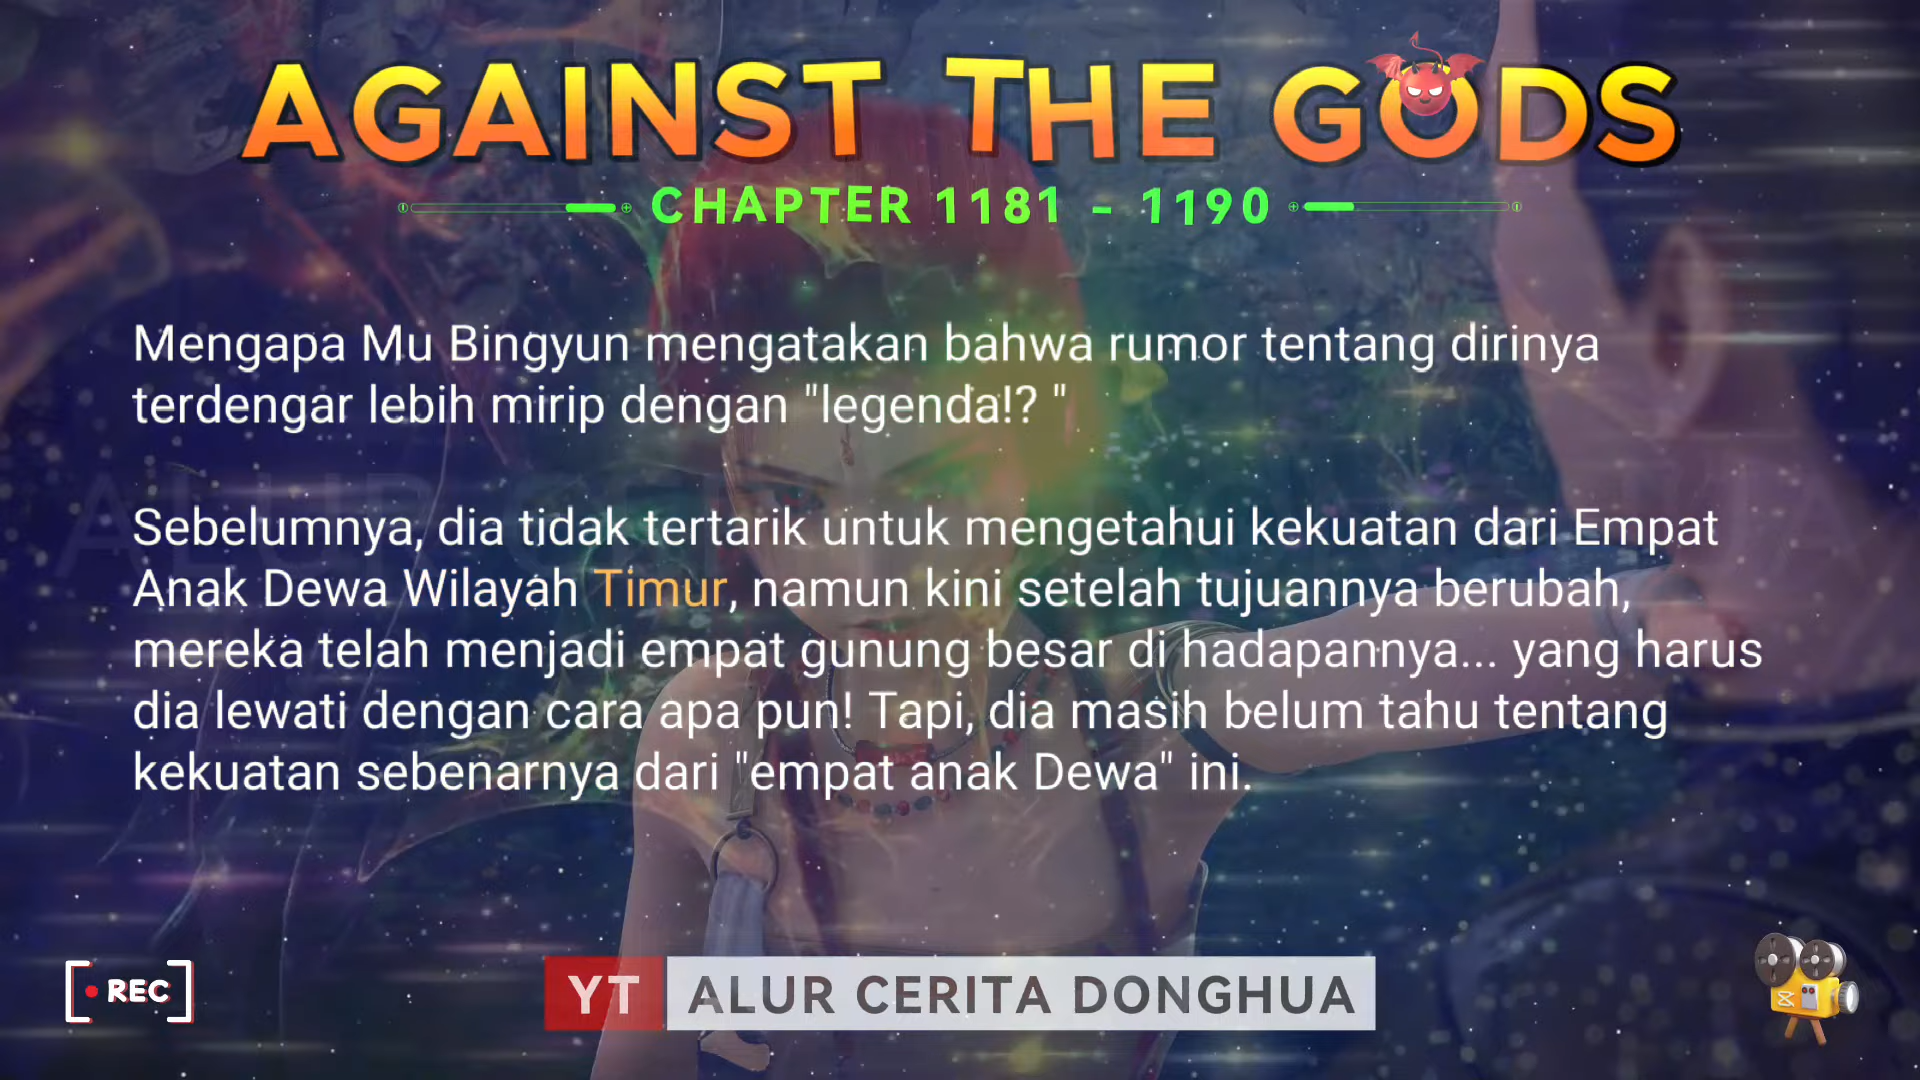 AGAINST THE GODS
CHAPTER 1181 - 1190
Mengapa Mu Bingyun mengatakan bahwa rumor tentang dirinya
terdengar lebih mirip dengan "legenda!? "
Sebelumnya, dia tidak tertarik untuk mengetahui kekuatan dari Empat
Anak Dewa Wilayah Timur, namun kini setelah tujuannya berubah,
mereka telah menjadi empat gunung besar di hadapannya... yang harus
dia lewati dengan cara apa pun! Tapi, dia masih belum tahu tentang
kekuatan sebenarnya dari "empat anak Dewa" ini.
REC
YT ALUR CERITA DONGHUA